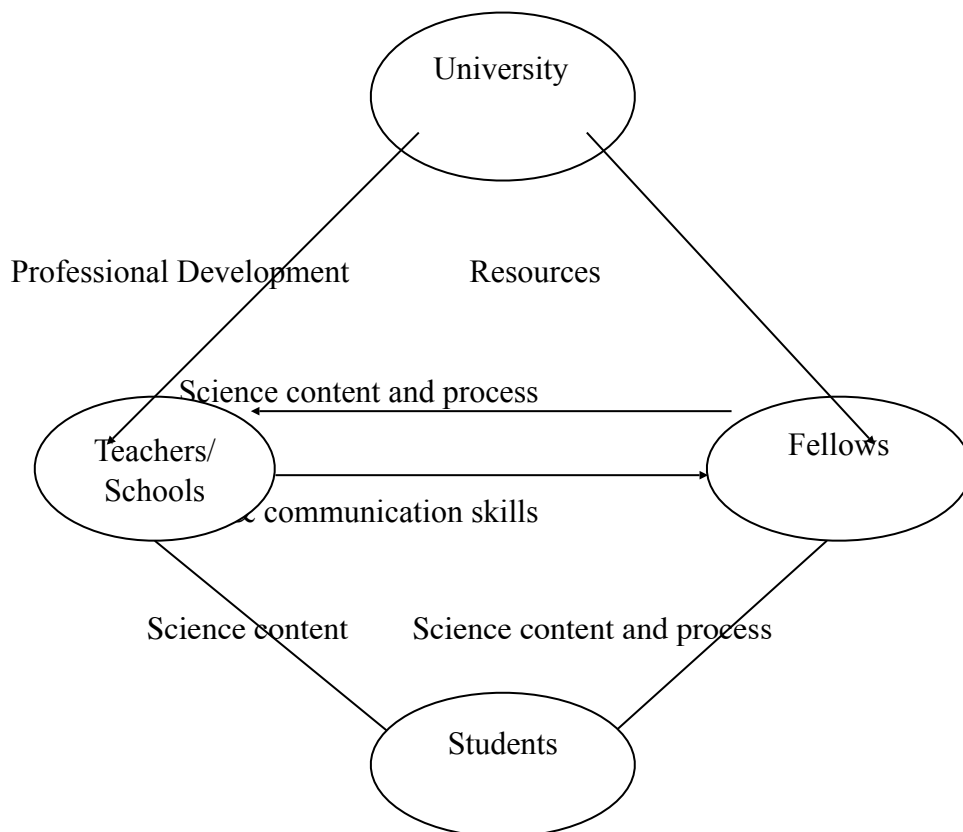 University
Professional Development
Resources
Science content and process
Teachers/
Schools
Fellows
& communication skills
Science content
Science content and process
Students